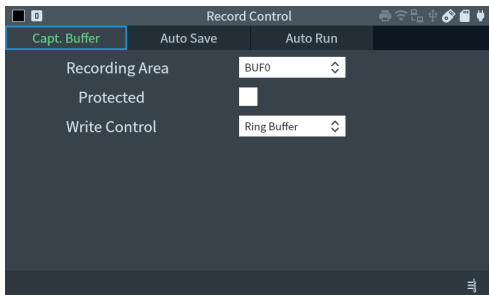 0 Record Control
Capt. Buffer Auto Save Auto Run
Recording Area BUF0
Protected
Write Control Ring Buffer